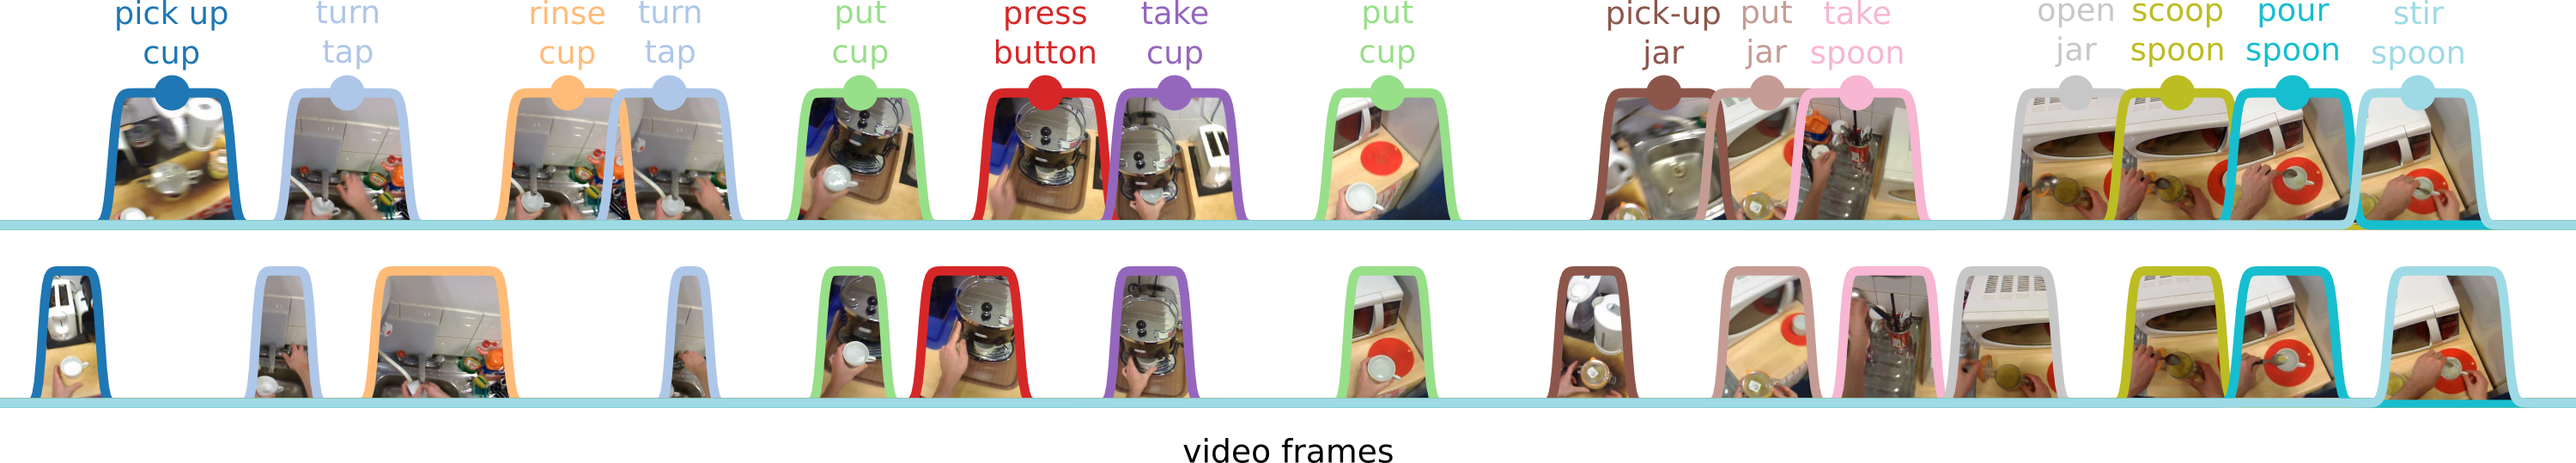 pick up
cup
turn
tap
rinse
cup
turn
tap
put
cup
press
button
take
cup
put
cup
pick-up
jar
put
jar
take
spoon
open
jar
scoop
spoon
pour
spoon
stir
spoon
video frames